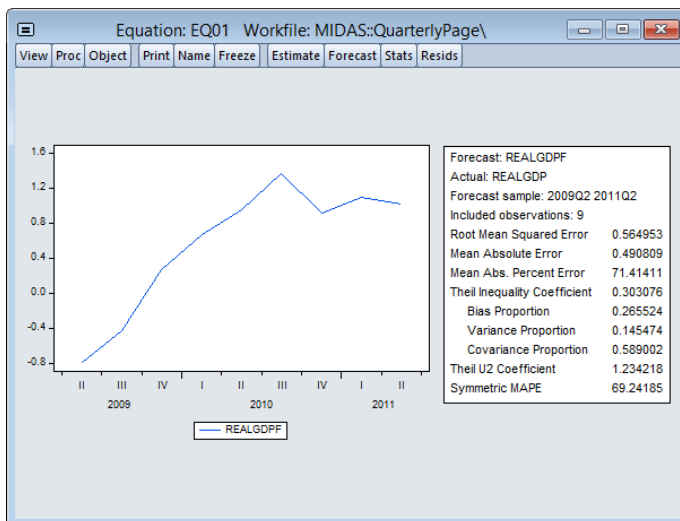 Equation: EQ01 Workfile: MIDAS::QuarterlyPage\
View Proc Object Print Name Freeze Estimate Forecast Stats Resids
1.6
1.2
0.8
0.4
0.0
-0.4
-0.8
II III IV I II III IV I II
2009 2010 2011
REALGDPF
Forecast: REALGDPF
Actual: REALGDP
Forecast sample: 2009Q2 2011Q2
Included observations: 9
Root Mean Squared Error 0.564953
Mean Absolute Error 0.490809
Mean Abs. Percent Error 71.41411
Theil Inequality Coefficient 0.303076
Bias Proportion 0.265524
Variance Proportion 0.145474
Covariance Proportion 0.589002
Theil U2 Coefficient 1.234218
Symmetric MAPE 69.24185